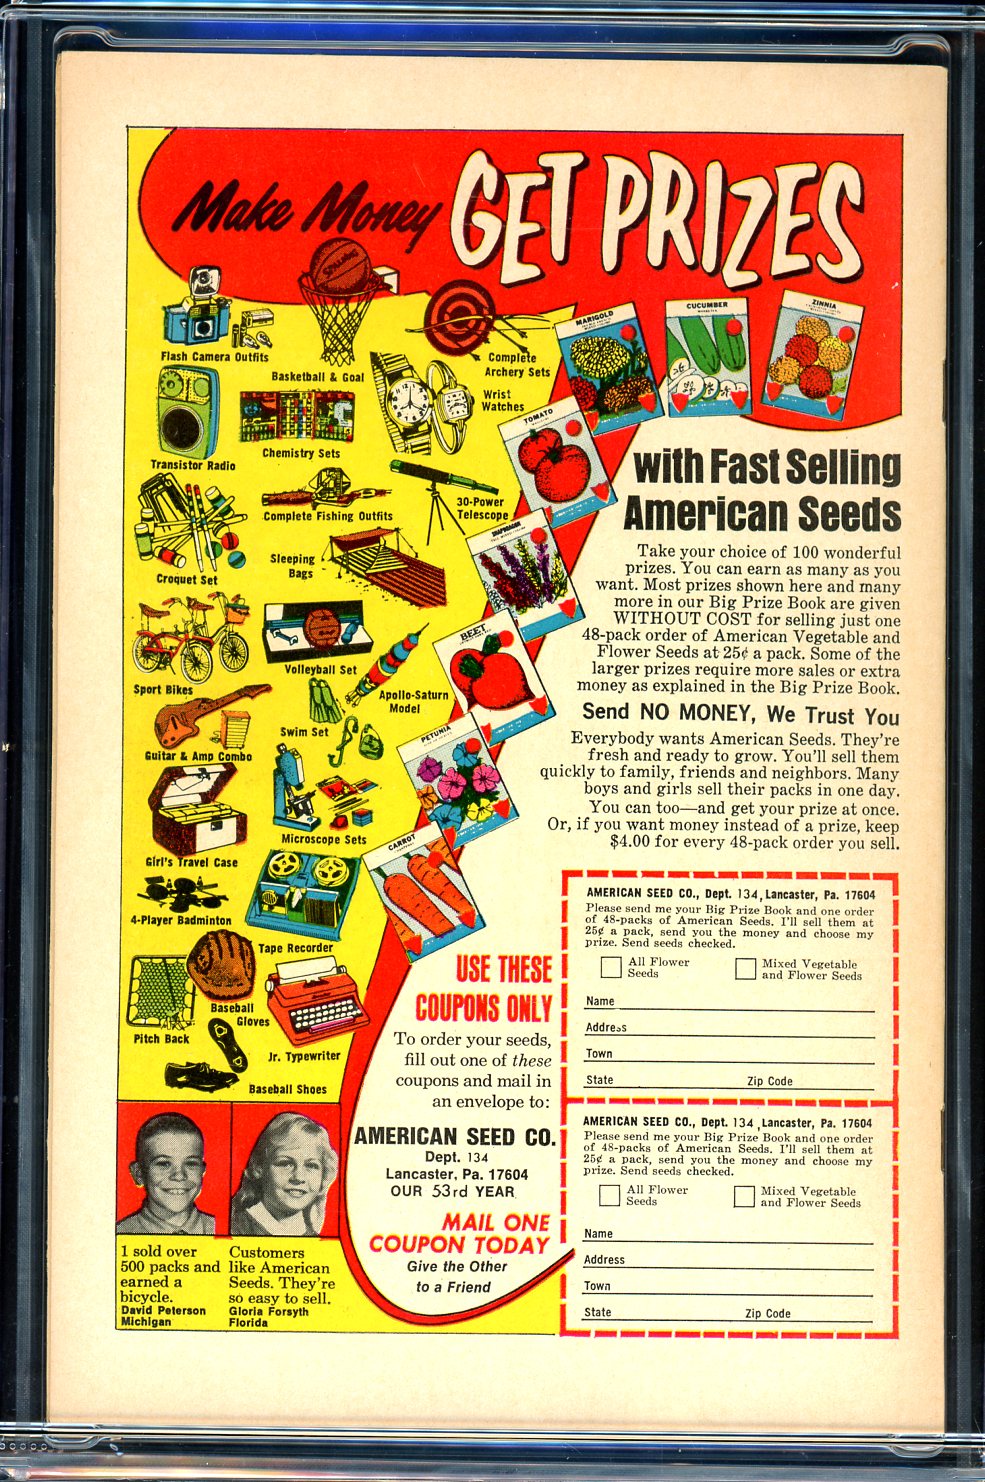 Make Money GET PRIZES
Flash Camera Outfits
Basketball & Goal
Complete
Archery Sets
Wrist
Watches
Transistor Radio
Chemistry Sets
Complete Fishing Outfits
30-Power
Telescope
Croquet Set
Sleeping
Bags
Volleyball Set
Sport Bikes
Apollo-Saturn
Model
Swim Set
Guitar & Amp Combo
Microscope Sets
Girl's Travel Case
4-Player Badminton
Tape Recorder
Baseball
Gloves
Pitch Back
Jr. Typewriter
Baseball Shoes
MARIGOLD
CUCUMBER
ZINNIA
TOMATO
SNAPDRAGON
BEET
PETUNIA
CARROT
with Fast Selling
American Seeds
Take your choice of 100 wonderful
prizes. You can earn as many as you
want. Most prizes shown here and many
more in our Big Prize Book are given
WITHOUT COST for selling just one
48-pack order of American Vegetable and
Flower Seeds at 25¢ a pack. Some of the
larger prizes require more sales or extra
money as explained in the Big Prize Book.
Send NO MONEY, We Trust You
Everybody wants American Seeds. They're
fresh and ready to grow. You'll sell them
quickly to family, friends and neighbors. Many
boys and girls sell their packs in one day.
You can too—and get your prize at once.
Or, if you want money instead of a prize, keep
$4.00 for every 48-pack order you sell.
USE THESE
COUPONS ONLY
To order your seeds,
fill out one of these
coupons and mail in
an envelope to:
AMERICAN SEED CO.
Dept. 134
Lancaster, Pa. 17604
OUR 53rd YEAR
MAIL ONE
COUPON TODAY
Give the Other
to a Friend
AMERICAN SEED CO., Dept. 134, Lancaster, Pa. 17604
Please send me your Big Prize Book and one order
of 48-packs of American Seeds. I'll sell them at
25¢ a pack, send you the money and choose my
prize. Send seeds checked.
All Flower
Seeds
Mixed Vegetable
and Flower Seeds
Name
Address
Town
State Zip Code
AMERICAN SEED CO., Dept. 134, Lancaster, Pa. 17604
Please send me your Big Prize Book and one order
of 48-packs of American Seeds. I'll sell them at
25¢ a pack, send you the money and choose my
prize. Send seeds checked.
All Flower
Seeds
Mixed Vegetable
and Flower Seeds
Name
Address
Town
State Zip Code
I sold over
500 packs and
earned a
bicycle.
David Peterson
Michigan
Customers
like American
Seeds. They're
so easy to sell.
Gloria Forsyth
Florida